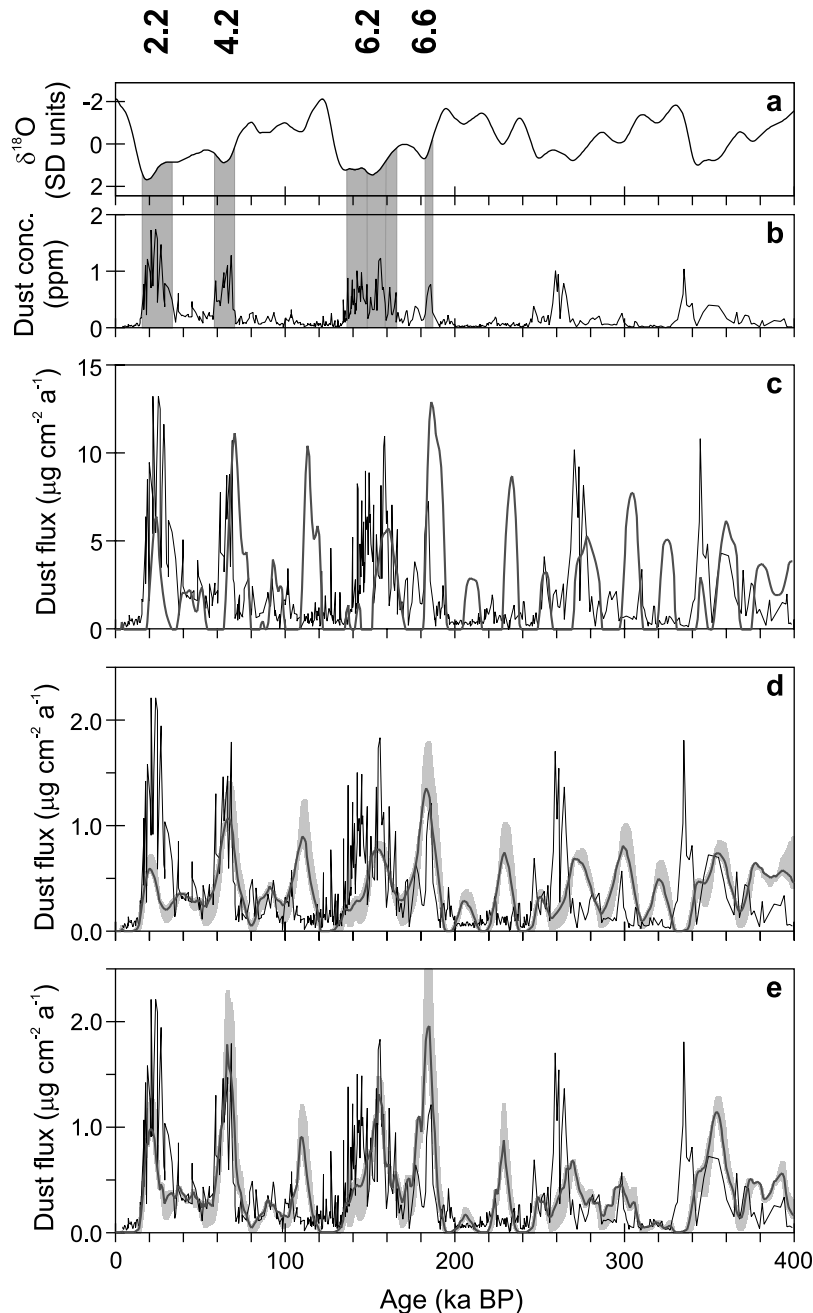 2.2 4.2 6.2 6.6
a
δ¹⁸O
(SD units)
-2
0
2
b
Dust conc.
(ppm)
2
1
0
c
Dust flux (µg cm⁻² a⁻¹)
15
10
5
0
d
Dust flux (µg cm⁻² a⁻¹)
2.0
1.0
0.0
e
Dust flux (µg cm⁻² a⁻¹)
2.0
1.0
0.0
0 100 200 300 400
Age (ka BP)